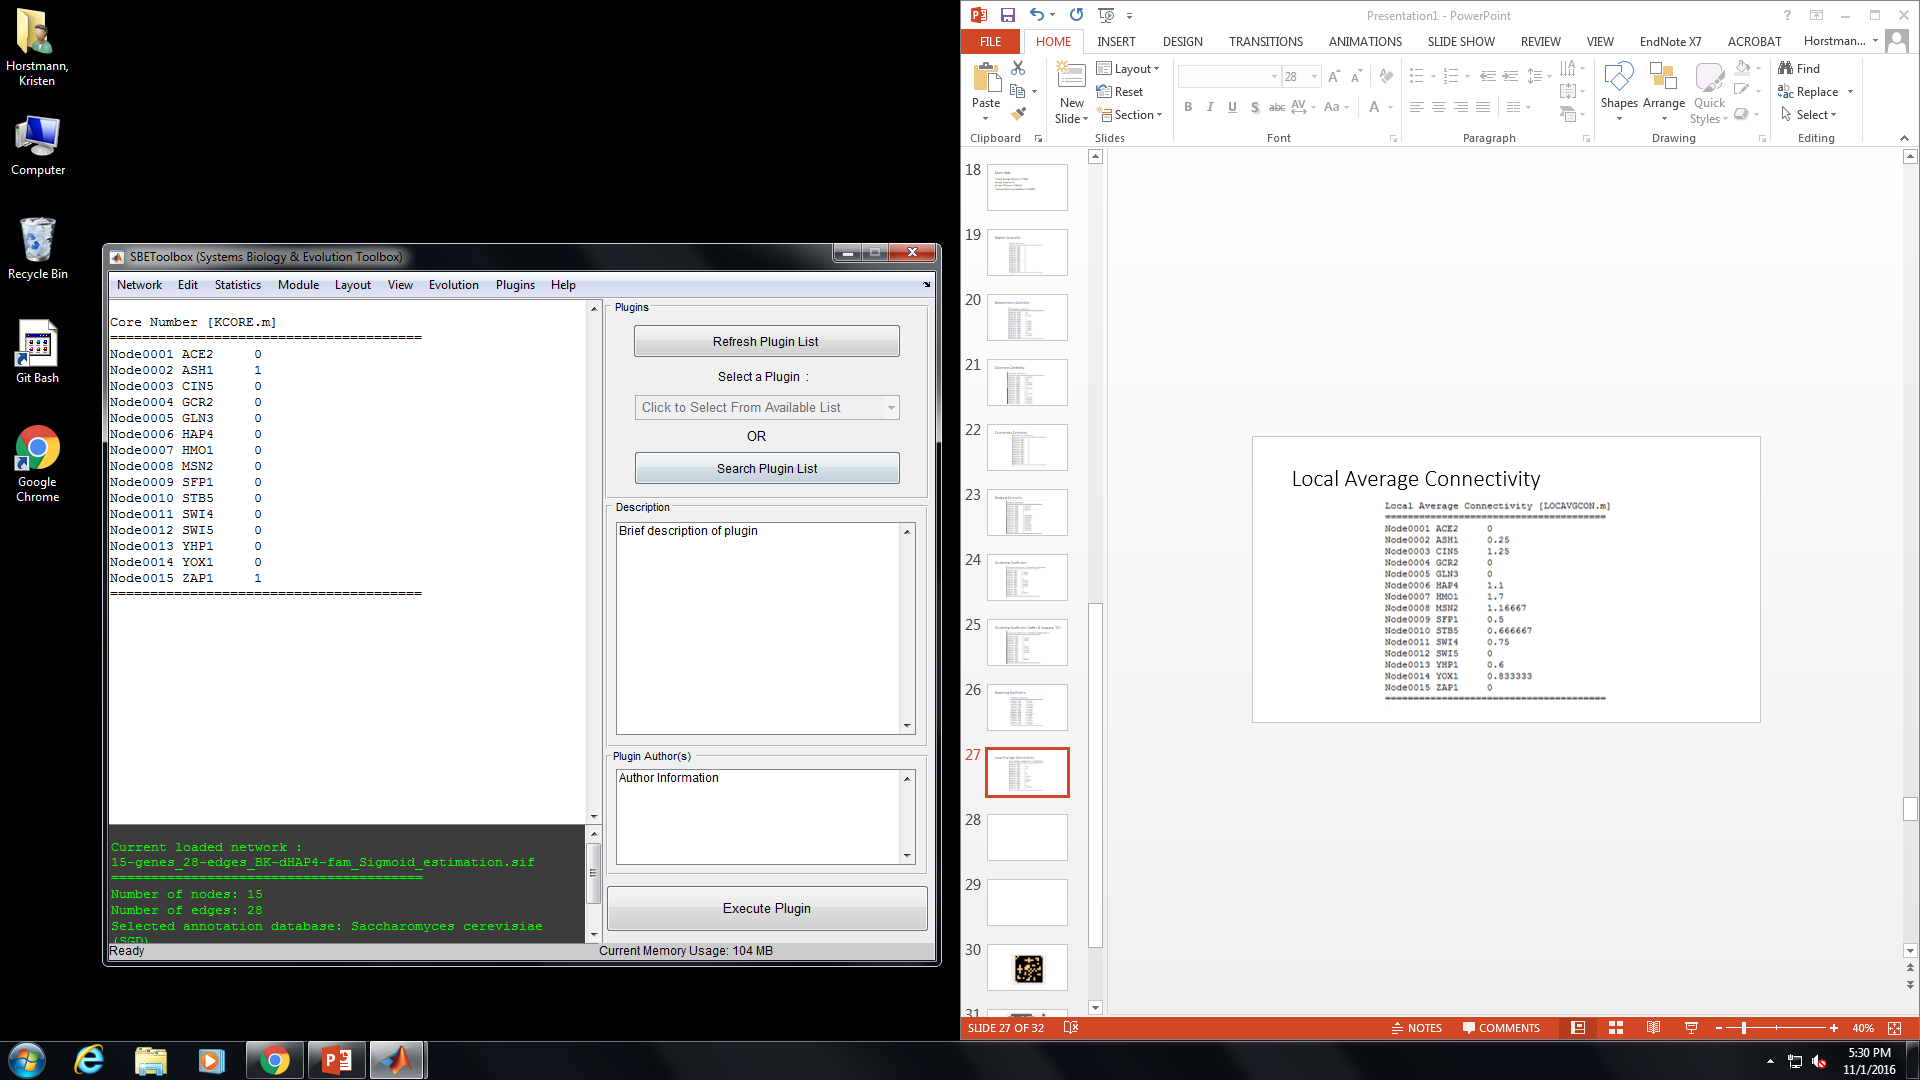 Horstmann,
Kristen
Computer
Recycle Bin
Git Bash
Google
Chrome
SBEToolbox (Systems Biology & Evolution Toolbox)
Network Edit Statistics Module Layout View Evolution Plugins Help
Core Number [KCORE.m]
=======================================
Node0001 ACE2 0
Node0002 ASH1 1
Node0003 CIN5 0
Node0004 GCR2 0
Node0005 GLN3 0
Node0006 HAP4 0
Node0007 HMO1 0
Node0008 MSN2 0
Node0009 SFP1 0
Node0010 STB5 0
Node0011 SWI4 0
Node0012 SWI5 0
Node0013 YHP1 0
Node0014 YOX1 0
Node0015 ZAP1 1
=======================================
Current loaded network :
15-genes_28-edges_BK-dHAP4-fam_Sigmoid_estimation.sif
=======================================
Number of nodes: 15
Number of edges: 28
Selected annotation database: Saccharomyces cerevisiae
(SGD)
Ready
Current Memory Usage: 104 MB
Plugins
Refresh Plugin List
Select a Plugin :
Click to Select From Available List
OR
Search Plugin List
Description
Brief description of plugin
Plugin Author(s)
Author Information
Execute Plugin
Presentation1 - PowerPoint
FILE HOME INSERT DESIGN TRANSITIONS ANIMATIONS SLIDE SHOW REVIEW VIEW EndNote X7 ACROBAT Horstman...
Paste
Clipboard
New
Slide
Layout
Reset
Section
Slides
28
B I U S abc AV Aa A
Font
Paragraph
Shapes
Arrange
Quick
Styles
Drawing
Find
Replace
Select
Editing
18
19
20
21
22
23
24
25
26
27
28
29
30
31
Local Average Connectivity
Local Average Connectivity [LOCAVGCON.m]
=======================================
Node0001 ACE2 0
Node0002 ASH1 0.25
Node0003 CIN5 1.25
Node0004 GCR2 0
Node0005 GLN3 0
Node0006 HAP4 1.1
Node0007 HMO1 1.7
Node0008 MSN2 1.16667
Node0009 SFP1 0.5
Node0010 STB5 0.666667
Node0011 SWI4 0.75
Node0012 SWI5 0
Node0013 YHP1 0.6
Node0014 YOX1 0.833333
Node0015 ZAP1 0
=======================================
SLIDE 27 OF 32
NOTES
COMMENTS
40%
5:30 PM
11/1/2016